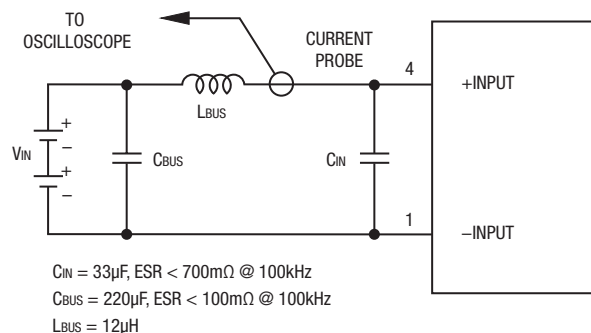 TO
OSCILLOSCOPE
CURRENT
PROBE
4
+INPUT
LBUS
+
VIN
–
+
–
CBUS
CIN
1
–INPUT
CIN = 33µF, ESR < 700mΩ @ 100kHz
CBUS = 220µF, ESR < 100mΩ @ 100kHz
LBUS = 12µH